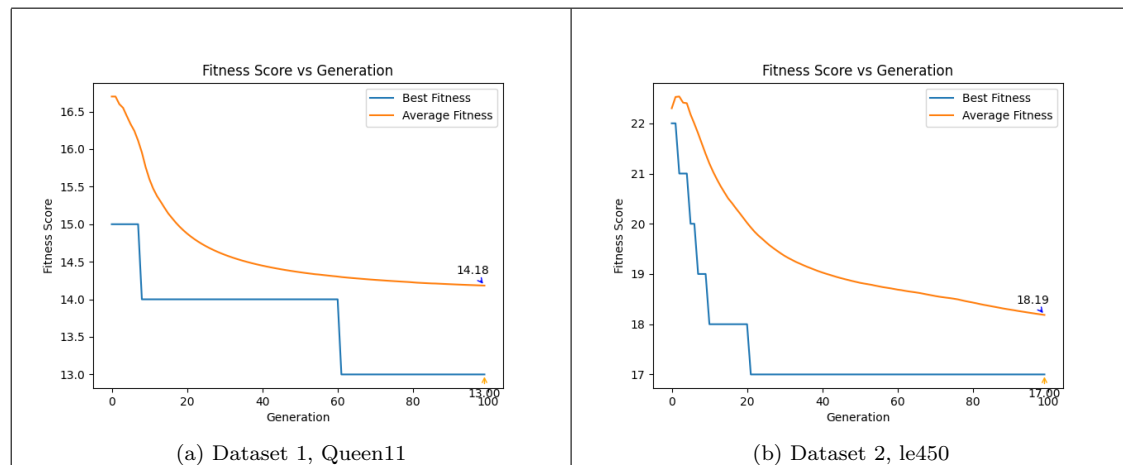 Fitness Score vs Generation
Best Fitness
Average Fitness
16.5
16.0
15.5
15.0
14.5
14.0
13.5
13.0
Fitness Score
14.18
13.00
0
20
40
60
80
100
Generation
(a) Dataset 1, Queen11
Fitness Score vs Generation
Best Fitness
Average Fitness
22
21
20
19
18
17
Fitness Score
18.19
17.00
0
20
40
60
80
100
Generation
(b) Dataset 2, le450